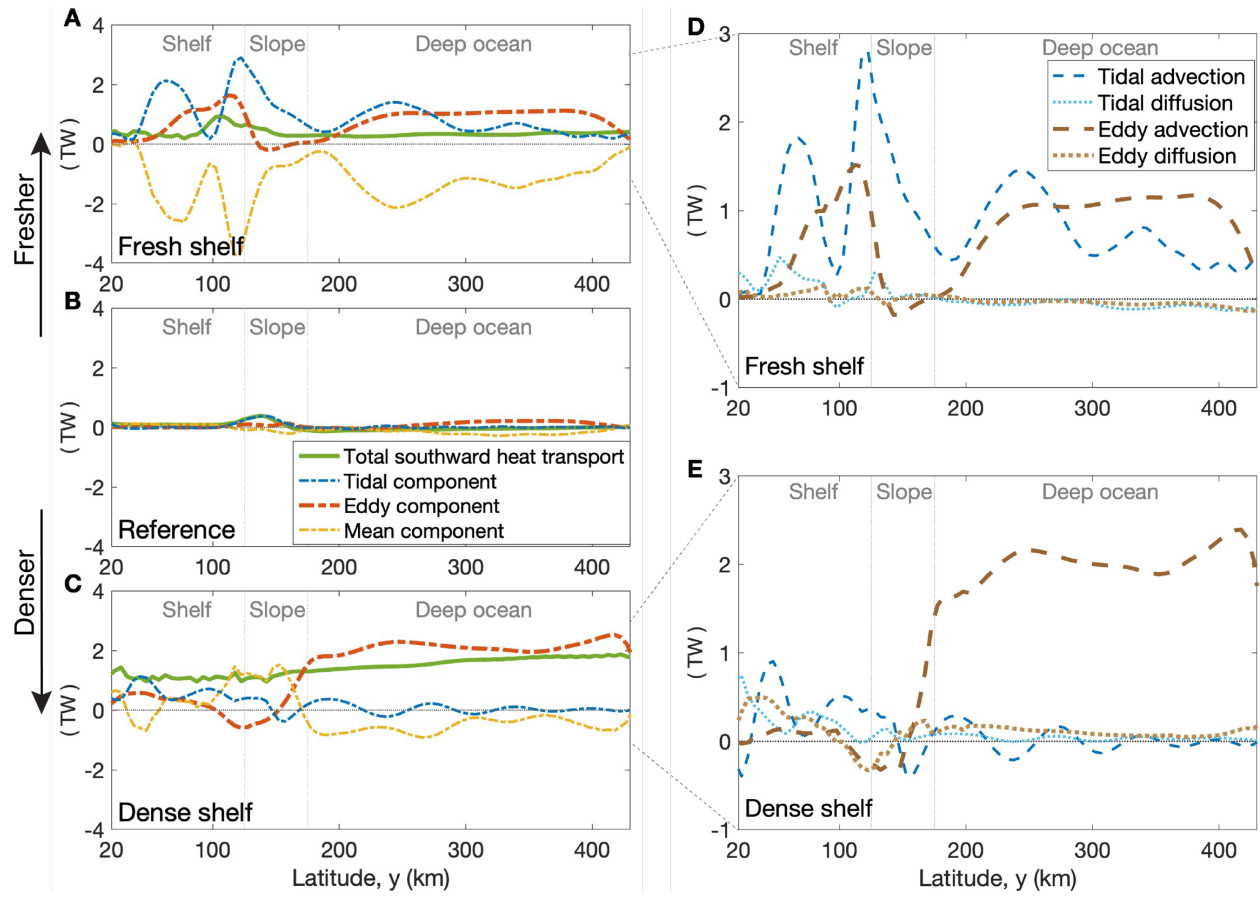 Fresher
Denser
A
4
2
0
-2
-4
( TW )
Shelf Slope Deep ocean
Fresh shelf
20 100 200 300 400
B
4
2
0
-2
-4
( TW )
Shelf Slope Deep ocean
Total southward heat transport
Tidal component
Eddy component
Mean component
Reference
20 100 200 300 400
C
4
2
0
-2
-4
( TW )
Shelf Slope Deep ocean
Dense shelf
20 100 200 300 400
Latitude, y (km)
D
3
2
1
0
-1
( TW )
Shelf Slope Deep ocean
Tidal advection
Tidal diffusion
Eddy advection
Eddy diffusion
Fresh shelf
20 100 200 300 400
E
3
2
1
0
-1
( TW )
Shelf Slope Deep ocean
Dense shelf
20 100 200 300 400
Latitude, y (km)